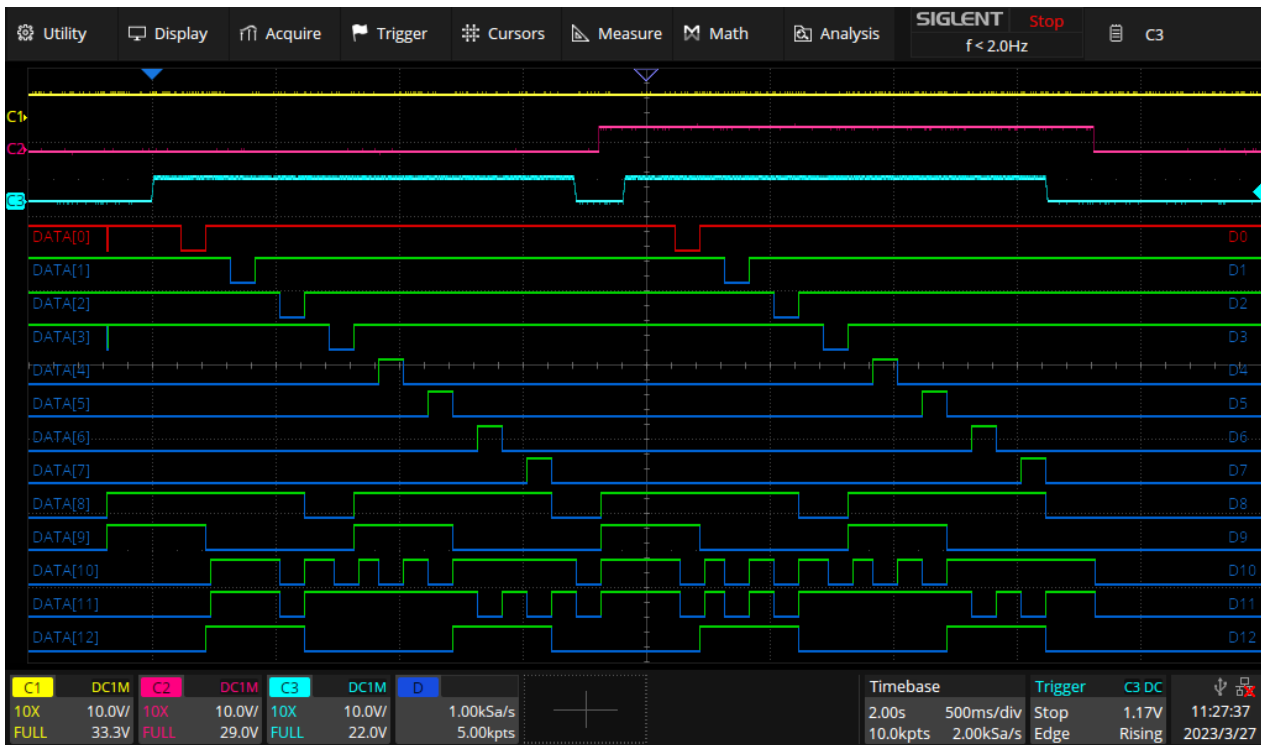 Utility Display Acquire Trigger Cursors Measure Math Analysis SIGLENT Stop C3
f < 2.0Hz
C1
C2
C3
DATA[0] D0
DATA[1] D1
DATA[2] D2
DATA[3] D3
DATA[4] D4
DATA[5] D5
DATA[6] D6
DATA[7] D7
DATA[8] D8
DATA[9] D9
DATA[10] D10
DATA[11] D11
DATA[12] D12
C1 DC1M C2 DC1M C3 DC1M D Timebase Trigger C3 DC
10X 10.0V/ 10X 10.0V/ 10X 10.0V/ 1.00kSa/s 2.00s 500ms/div Stop 1.17V 11:27:37
FULL 33.3V FULL 29.0V FULL 22.0V 5.00kpts 10.0kpts 2.00kSa/s Edge Rising 2023/3/27